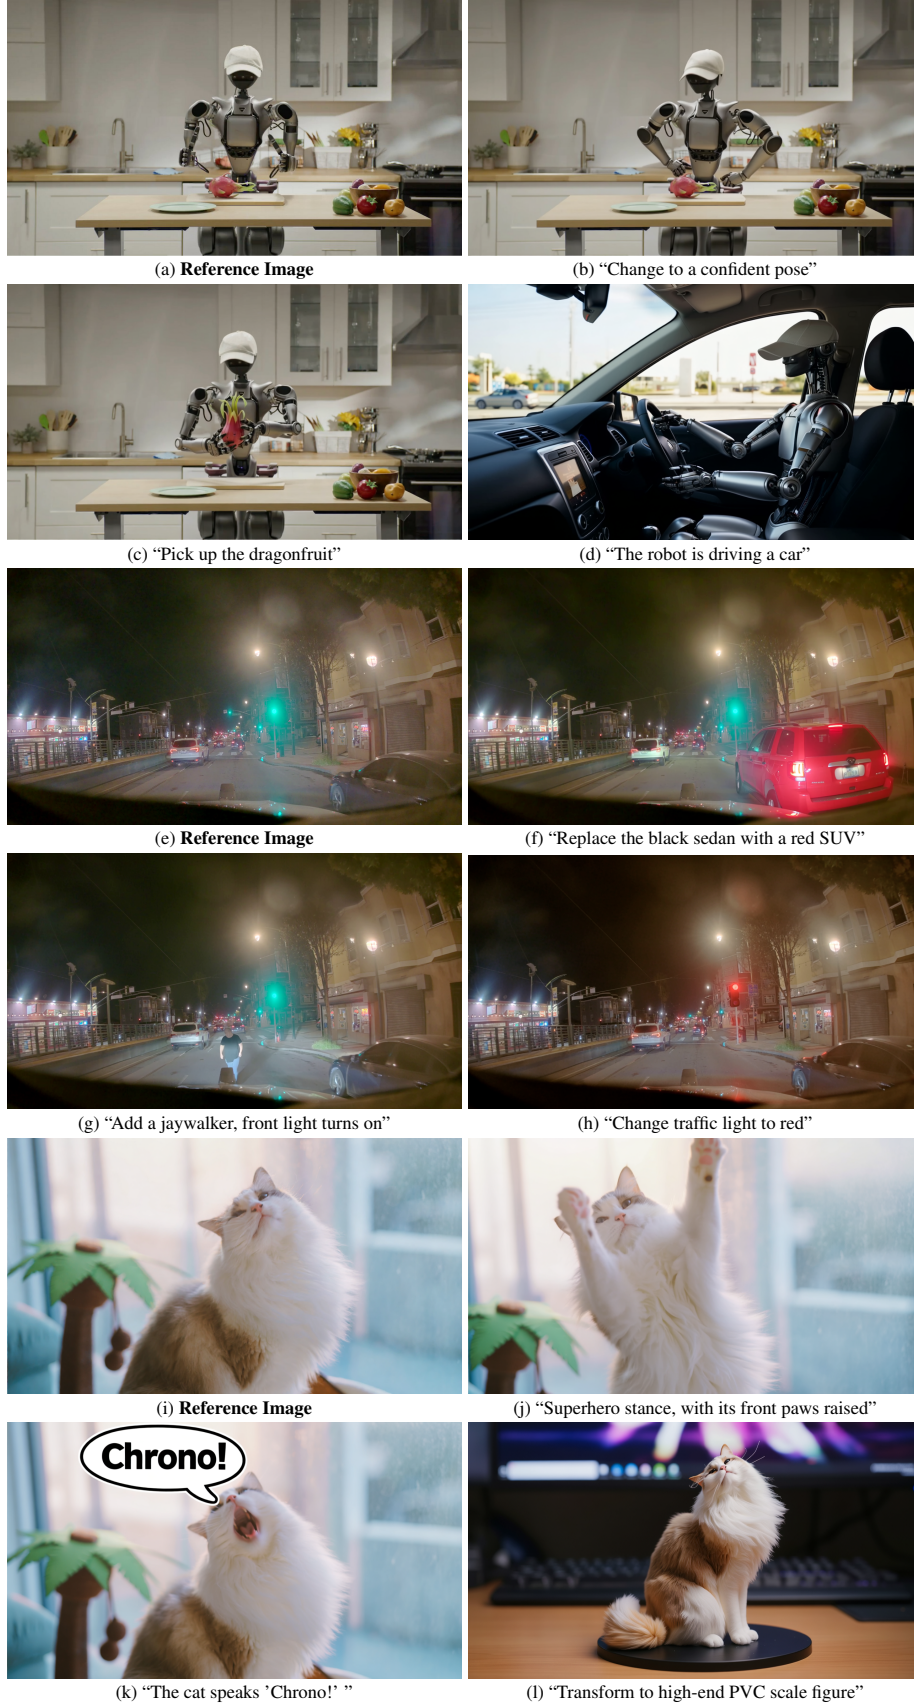 (a) Reference Image
(b) “Change to a confident pose”
(c) “Pick up the dragonfruit”
(d) “The robot is driving a car”
(e) Reference Image
(f) “Replace the black sedan with a red SUV”
(g) “Add a jaywalker, front light turns on”
(h) “Change traffic light to red”
(i) Reference Image
(j) “Superhero stance, with its front paws raised”
Chrono!
(k) “The cat speaks ’Chrono!’ ”
(l) “Transform to high-end PVC scale figure”